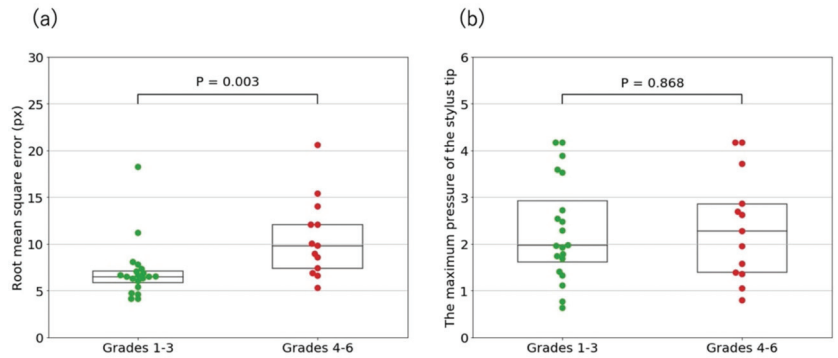 (a)
Root mean square error (px)
30
25
20
15
10
5
0
P = 0.003
Grades 1-3 Grades 4-6
(b)
The maximum pressure of the stylus tip
6
5
4
3
2
1
0
P = 0.868
Grades 1-3 Grades 4-6